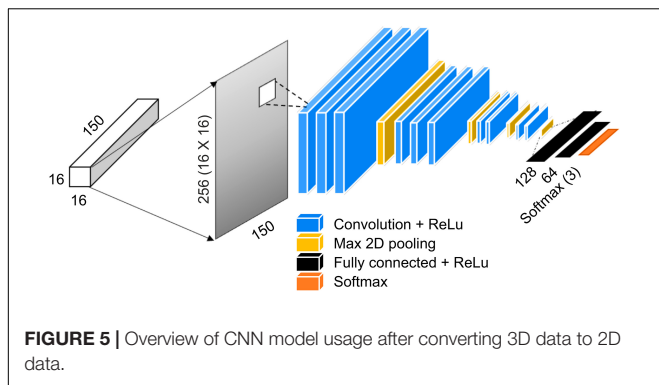 150
16
16
256 (16 X 16)
150
128
64
Softmax (3)
Convolution + ReLu
Max 2D pooling
Fully connected + ReLu
Softmax
FIGURE 5 | Overview of CNN model usage after converting 3D data to 2D
data.